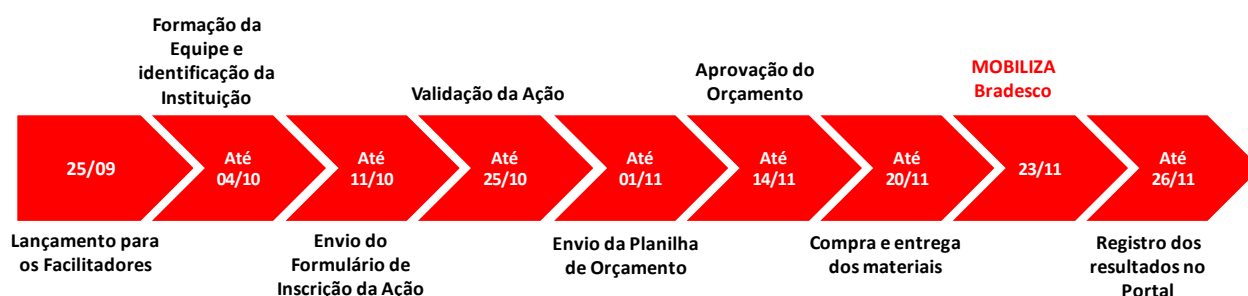 Formação da
Equipe e
identificação da
Instituição
Validação da Ação
Aprovação do
Orçamento
MOBILIZA
Bradesco
25/09
Até
04/10
Até
11/10
Até
25/10
Até
01/11
Até
14/11
Até
20/11
23/11
Até
26/11
Lançamento para
os Facilitadores
Envio do
Formulário de
Inscrição da Ação
Envio da Planilha
de Orçamento
Compra e entrega
dos materiais
Registro dos
resultados no
Portal